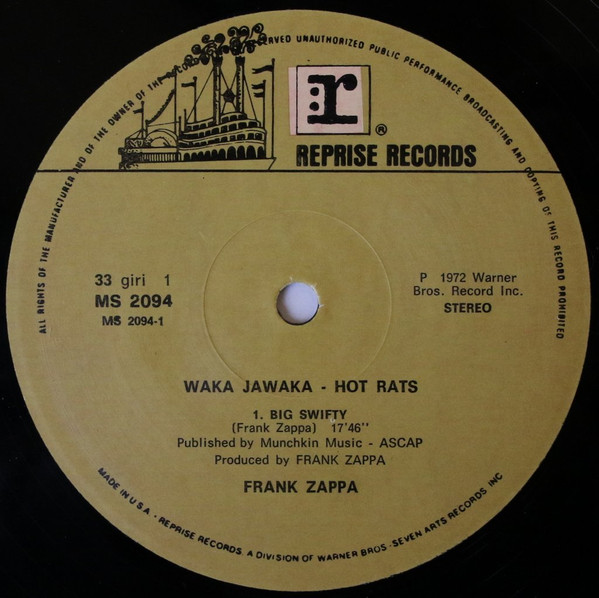 ALL RIGHTS OF THE MANUFACTURER AND OF THE OWNER OF THE RECORD
SERVED UNAUTHORIZED PUBLIC PERFORMANCE BROADCASTING AND COPYING OF THIS RECORD PROHIBITED
:r
®
REPRISE RECORDS
33 giri 1
MS 2094
MS 2094-1
P 1972 Warner
Bros. Record Inc.
STEREO
WAKA JAWAKA - HOT RATS
1. BIG SWIFTY
(Frank Zappa) 17'46''
Published by Munchkin Music - ASCAP
Produced by FRANK ZAPPA
FRANK ZAPPA
MADE IN U.S.A. - REPRISE RECORDS, A DIVISION OF WARNER BROS - SEVEN ARTS RECORDS, INC